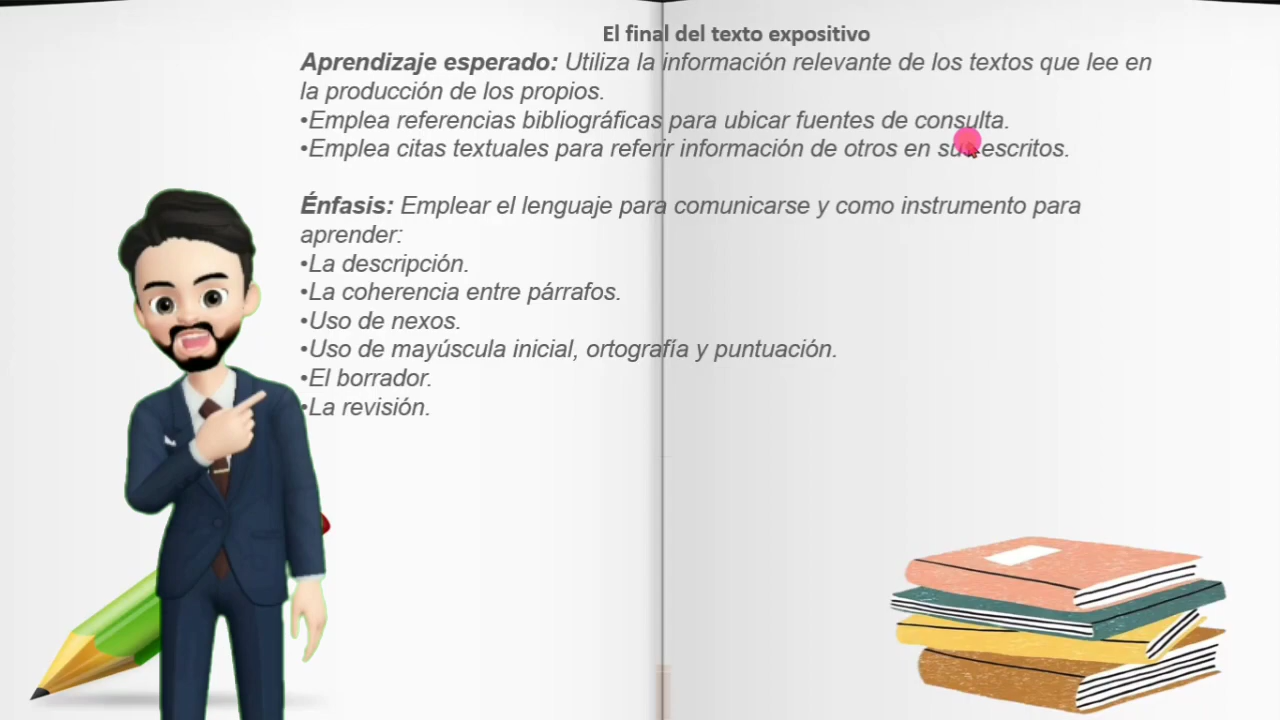 El final del texto expositivo
Aprendizaje esperado: Utiliza la información relevante de los textos que lee en
la producción de los propios.
•Emplea referencias bibliográficas para ubicar fuentes de consulta.
•Emplea citas textuales para referir información de otros en sus escritos.
Énfasis: Emplear el lenguaje para comunicarse y como instrumento para
aprender:
•La descripción.
•La coherencia entre párrafos.
•Uso de nexos.
•Uso de mayúscula inicial, ortografía y puntuación.
•El borrador.
•La revisión.